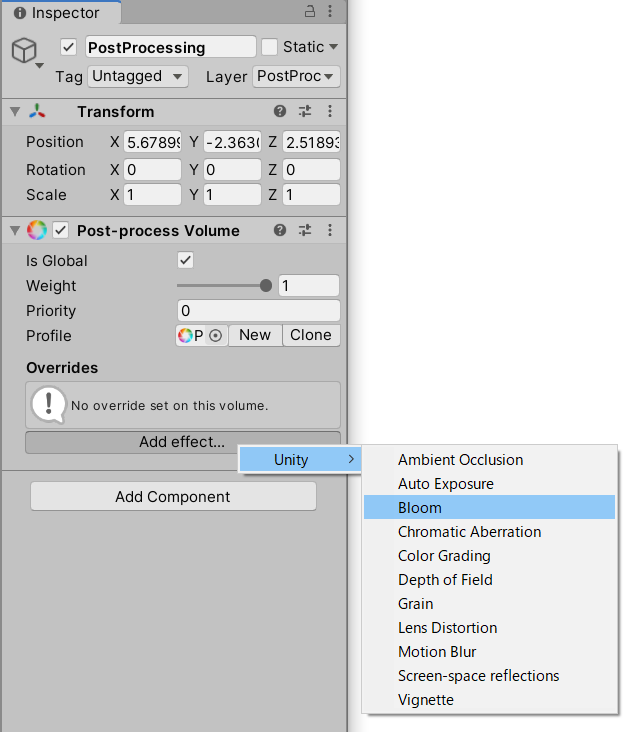 Inspector
PostProcessing Static
Tag Untagged Layer PostProc
Transform
Position X 5.67899 Y -2.3630 Z 2.51893
Rotation X 0 Y 0 Z 0
Scale X 1 Y 1 Z 1
Post-process Volume
Is Global
Weight 1
Priority 0
Profile P New Clone
Overrides
No override set on this volume.
Add effect...
Unity
Ambient Occlusion
Auto Exposure
Bloom
Chromatic Aberration
Color Grading
Depth of Field
Grain
Lens Distortion
Motion Blur
Screen-space reflections
Vignette
Add Component